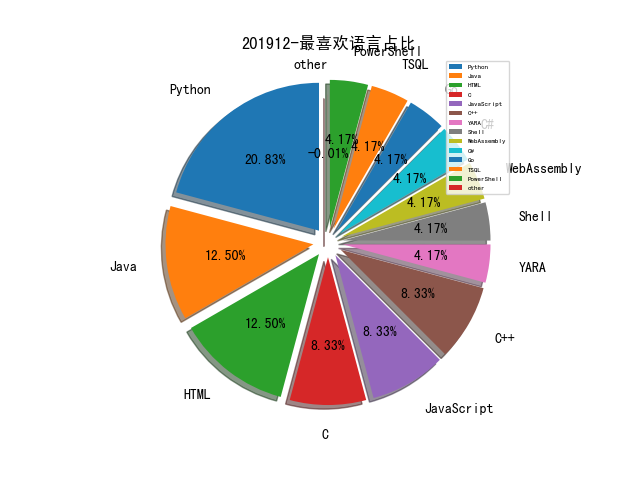 201912-最喜欢语言占比
PowerShell
other
TSQL
Python
Go
C#
WebAssembly
Shell
YARA
C++
JavaScript
C
HTML
Java
20.83%
12.50%
12.50%
8.33%
8.33%
8.33%
4.17%
4.17%
4.17%
4.17%
4.17%
4.17%
4.17%
-0.01%
Python
Java
HTML
C
JavaScript
C++
YARA
Shell
WebAssembly
C#
Go
TSQL
PowerShell
other